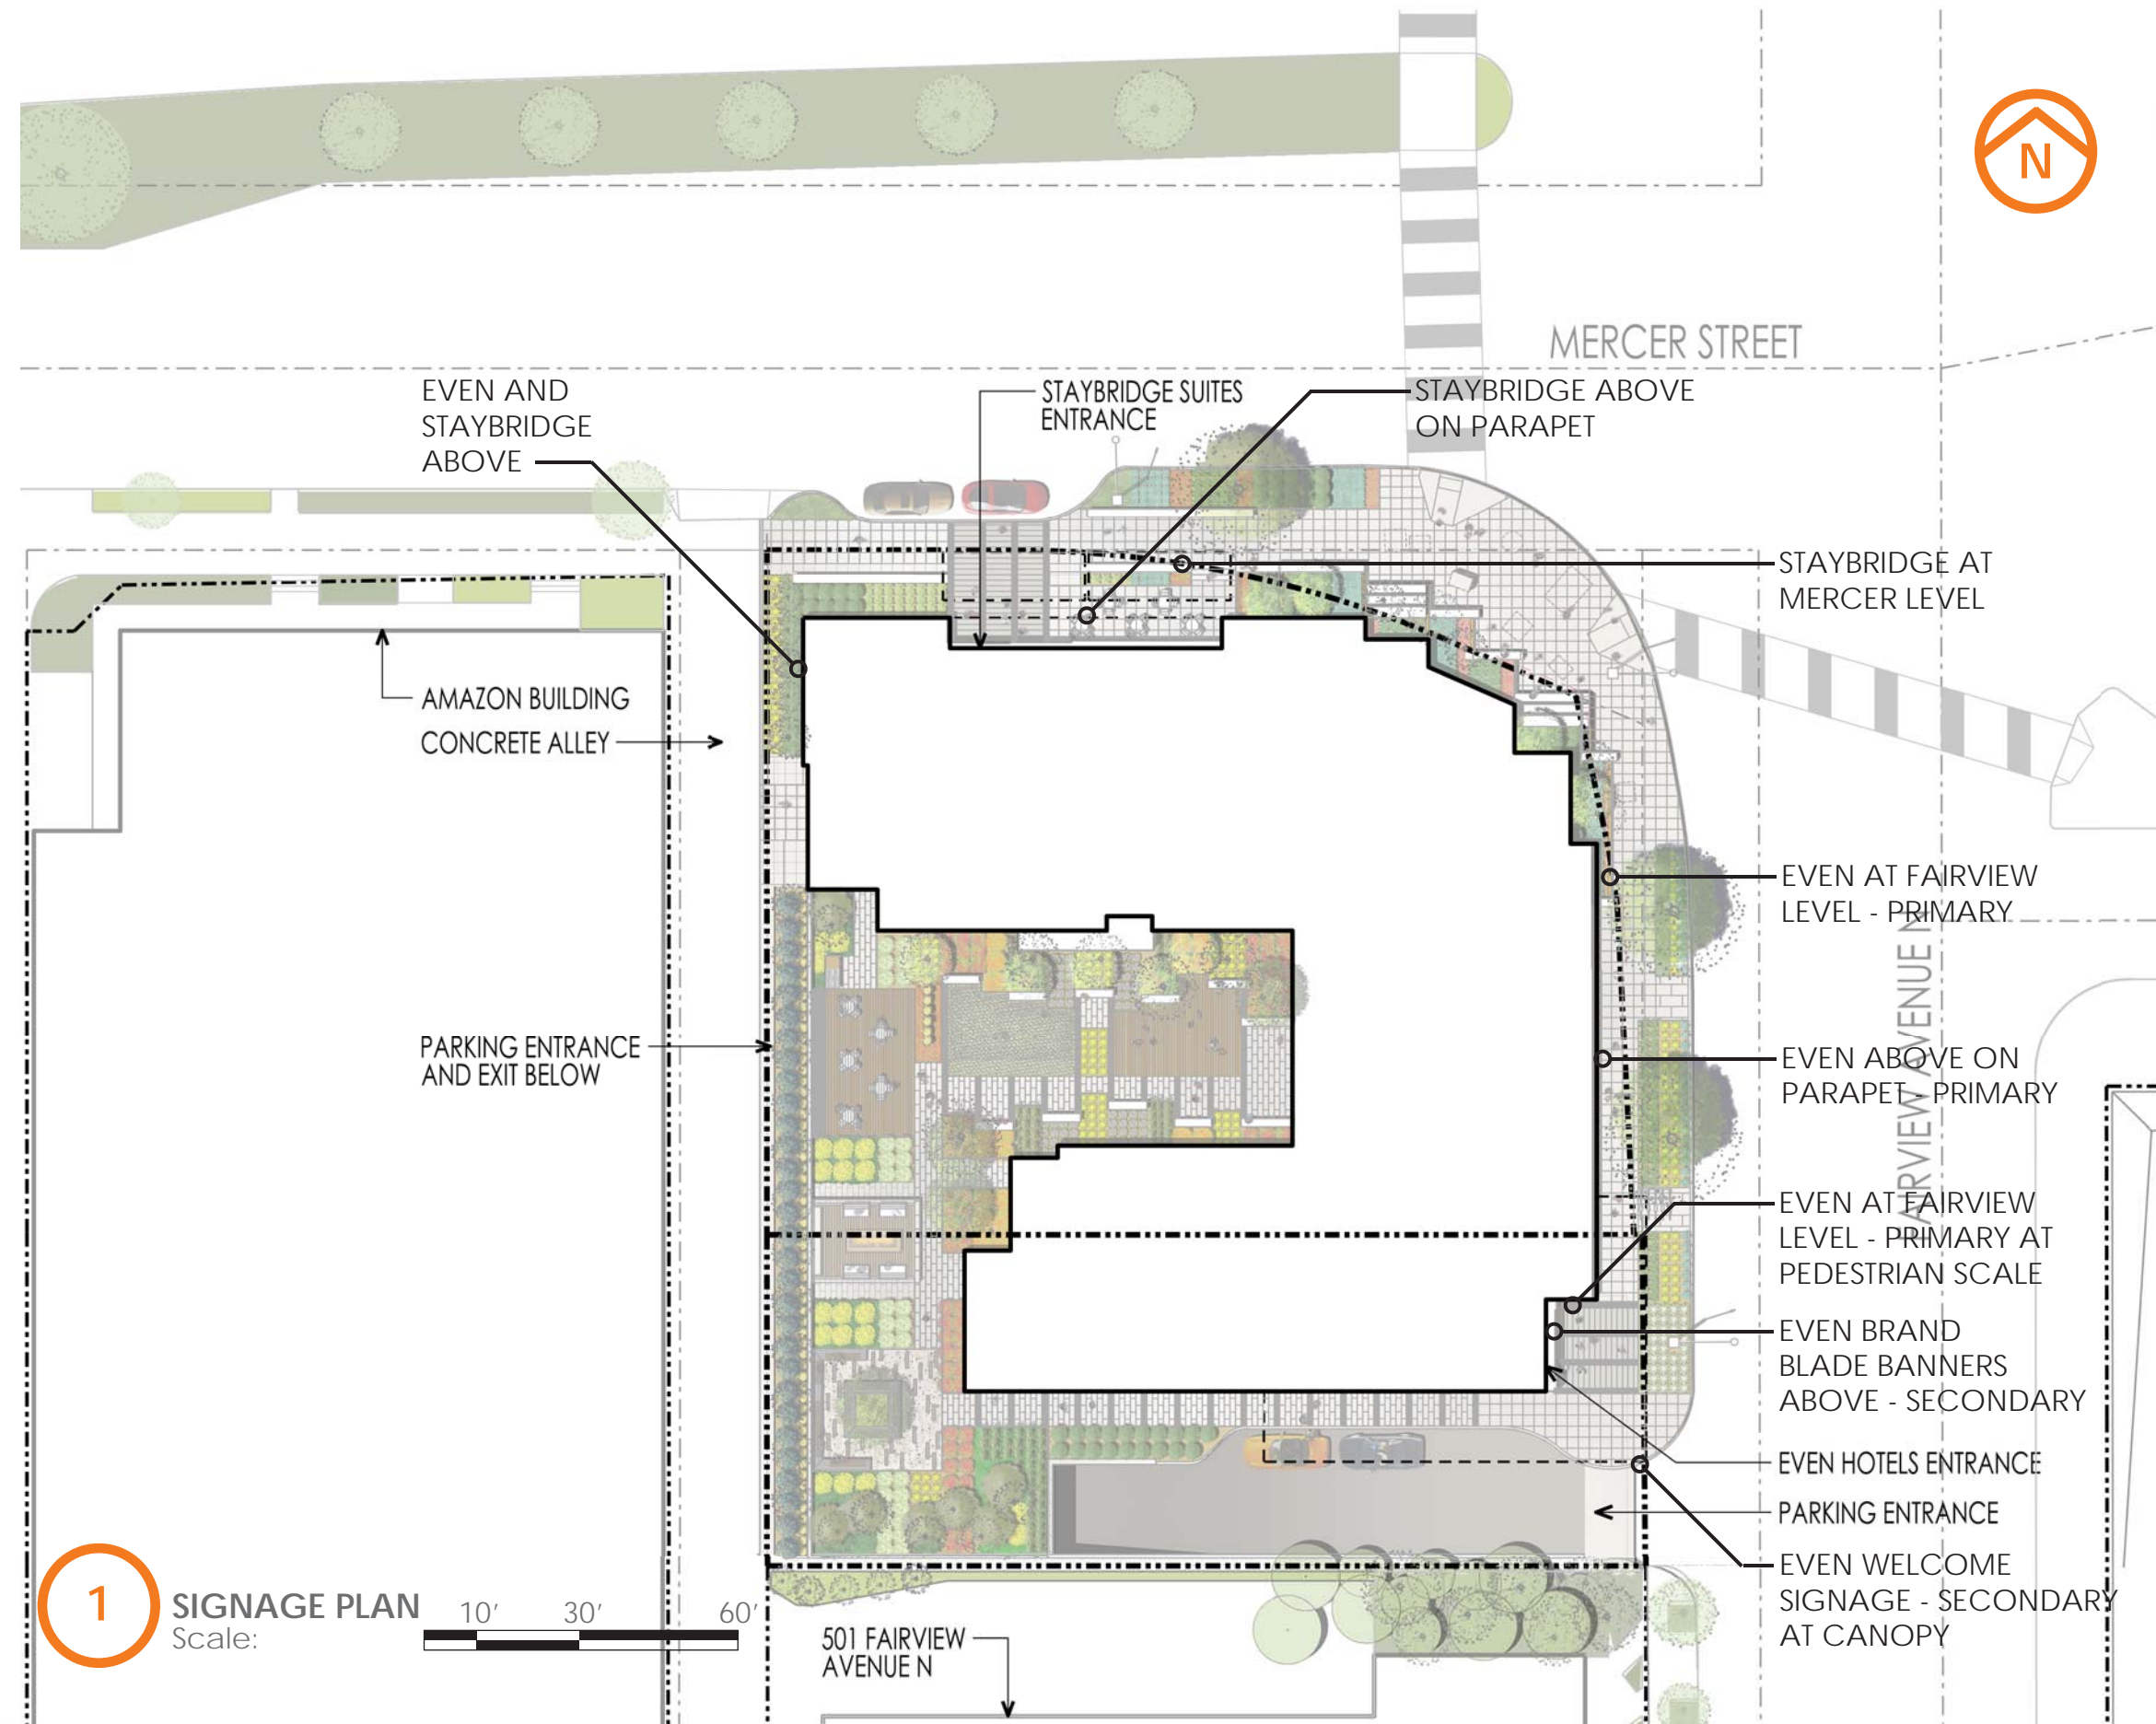 N
MERCER STREET
EVEN AND
STAYBRIDGE
ABOVE
STAYBRIDGE SUITES
ENTRANCE
STAYBRIDGE ABOVE
ON PARAPET
STAYBRIDGE AT
MERCER LEVEL
AMAZON BUILDING
CONCRETE ALLEY
EVEN AT FAIRVIEW
LEVEL - PRIMARY
FAIRVIEW AVENUE N
PARKING ENTRANCE
AND EXIT BELOW
EVEN ABOVE ON
PARAPET - PRIMARY
EVEN AT FAIRVIEW
LEVEL - PRIMARY AT
PEDESTRIAN SCALE
EVEN BRAND
BLADE BANNERS
ABOVE - SECONDARY
EVEN HOTELS ENTRANCE
PARKING ENTRANCE
EVEN WELCOME
SIGNAGE - SECONDARY
AT CANOPY
1
SIGNAGE PLAN
Scale:
10' 30' 60'
501 FAIRVIEW
AVENUE N